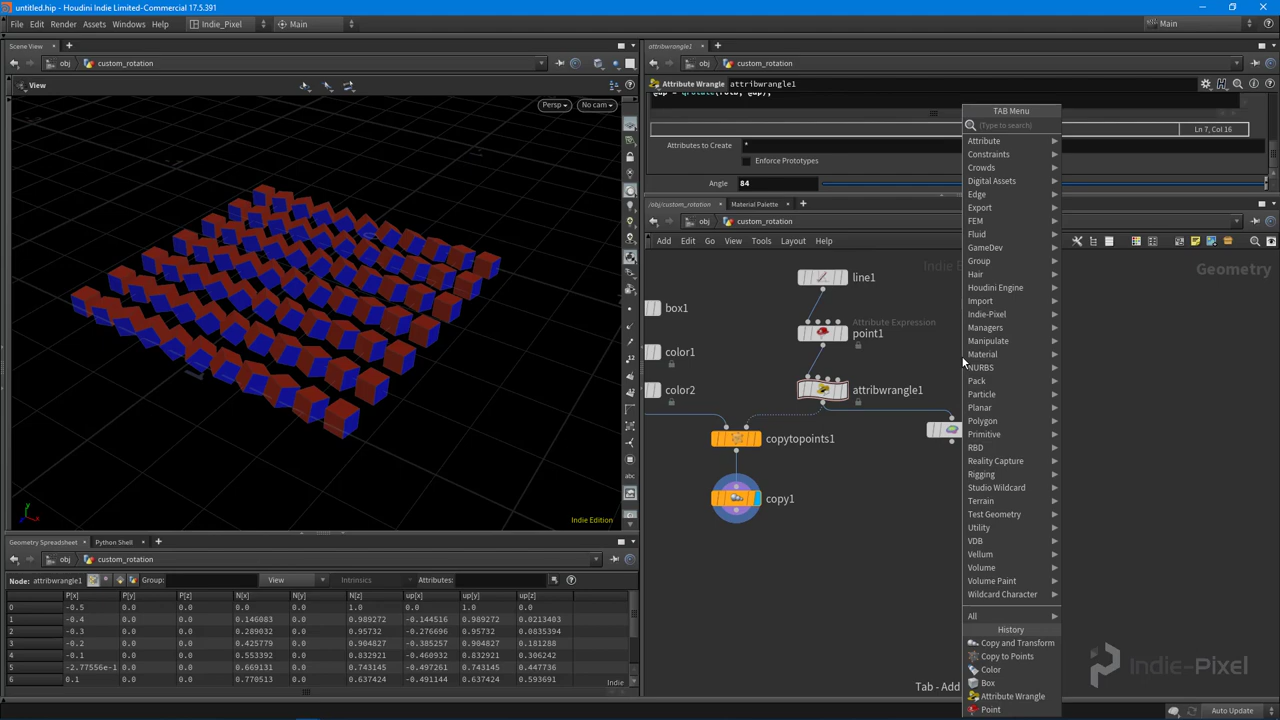 untitled.hip - Houdini Indie Limited-Commercial 17.5.391
File Edit Render Assets Windows Help Indie_Pixel Main Main
Scene View
obj custom_rotation
View
Persp No cam
Indie Edition
abc
attribwrangle1
obj custom_rotation
Attribute Wrangle attribwrangle1
Ln 7, Col 16
Attributes to Create *
Enforce Prototypes
Angle 84
/obj/custom_rotation Material Palette
obj custom_rotation
Add Edit Go View Tools Layout Help
Geometry
line1
box1
Attribute Expression
point1
color1
attribwrangle1
color2
copytopoints1
copy1
Tab - Add
Indie-Pixel
TAB Menu
(Type to search)
Attribute
Constraints
Crowds
Digital Assets
Edge
Export
FEM
Fluid
GameDev
Group
Hair
Houdini Engine
Import
Indie-Pixel
Managers
Manipulate
Material
NURBS
Pack
Particle
Planar
Polygon
Primitive
RBD
Reality Capture
Rigging
Studio Wildcard
Terrain
Test Geometry
Utility
VDB
Vellum
Volume
Volume Paint
Wildcard Character
All
History
Copy and Transform
Copy to Points
Color
Box
Attribute Wrangle
Point
Geometry Spreadsheet Python Shell
obj custom_rotation
Node: attribwrangle1 Group: View Intrinsics Attributes:
P[x] P[y] P[z] N[x] N[y] N[z] up[x] up[y] up[z]
0 -0.5 0.0 0.0 0.0 0.0 1.0 0.0 1.0 0.0
1 -0.4 0.0 0.0 0.146083 0.0 0.989272 -0.144516 0.989272 0.0213403
2 -0.3 0.0 0.0 0.289032 0.0 0.95732 -0.276696 0.95732 0.0835394
3 -0.2 0.0 0.0 0.425779 0.0 0.904827 -0.385257 0.904827 0.181288
4 -0.1 0.0 0.0 0.553392 0.0 0.832921 -0.460932 0.832921 0.306242
5 -2.77556e-1 0.0 0.0 0.669131 0.0 0.743145 -0.497261 0.743145 0.447736
6 0.1 0.0 0.0 0.770513 0.0 0.637424 -0.491144 0.637424 0.593691
Indie
Auto Update